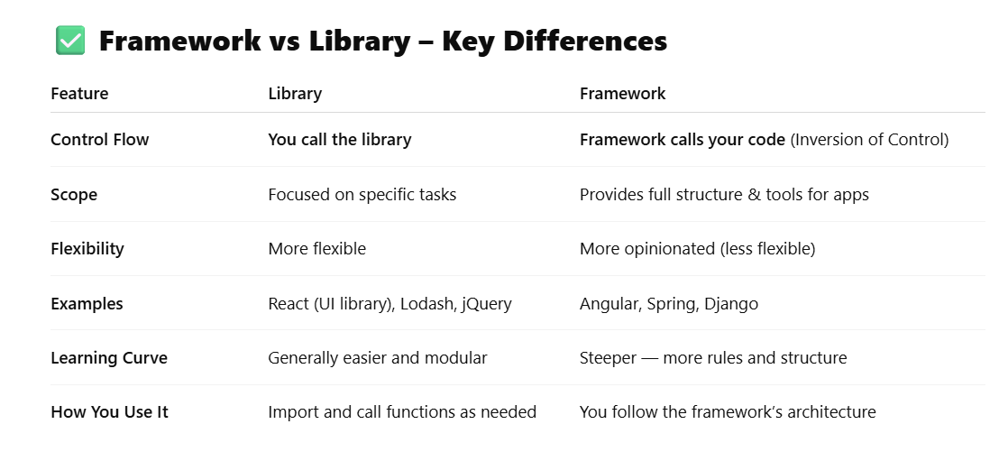 ✅ Framework vs Library – Key Differences
Feature Library Framework
Control Flow You call the library Framework calls your code (Inversion of Control)
Scope Focused on specific tasks Provides full structure & tools for apps
Flexibility More flexible More opinionated (less flexible)
Examples React (UI library), Lodash, jQuery Angular, Spring, Django
Learning Curve Generally easier and modular Steeper — more rules and structure
How You Use It Import and call functions as needed You follow the framework’s architecture